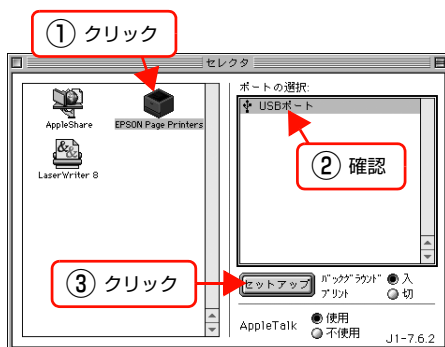 ① クリック
セレクタ
AppleShare
EPSON Page Printers
LaserWriter 8
ポートの選択:
USBポート
② 確認
③ クリック
セットアップ
バックグラウンド
プリント
入
切
AppleTalk
使用
不使用
J1-7.6.2